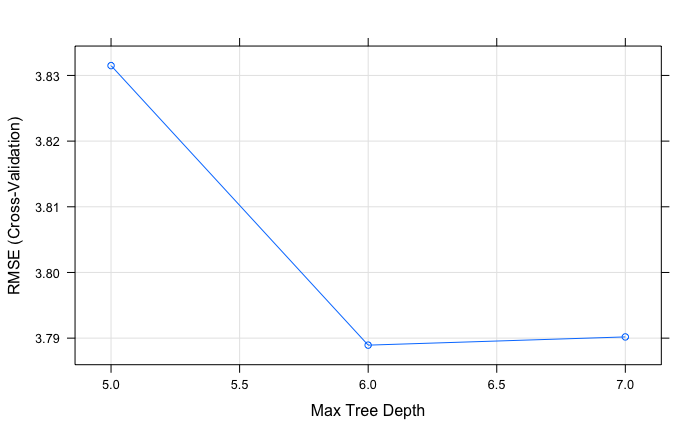 RMSE (Cross-Validation)
3.83
3.82
3.81
3.80
3.79
5.0 5.5 6.0 6.5 7.0
Max Tree Depth